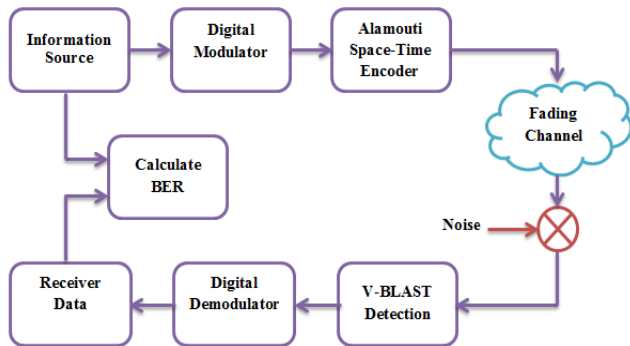 Information
Source
Digital
Modulator
Alamouti
Space-Time
Encoder
Fading
Channel
Calculate
BER
Noise
Receiver
Data
Digital
Demodulator
V-BLAST
Detection